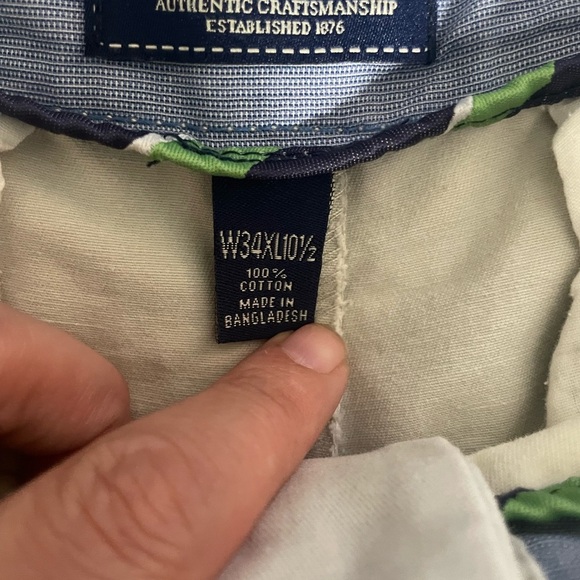 AUTHENTIC CRAFTSMANSHIP
ESTABLISHED 1876
W34XL10½
100%
COTTON
MADE IN
BANGLADESH